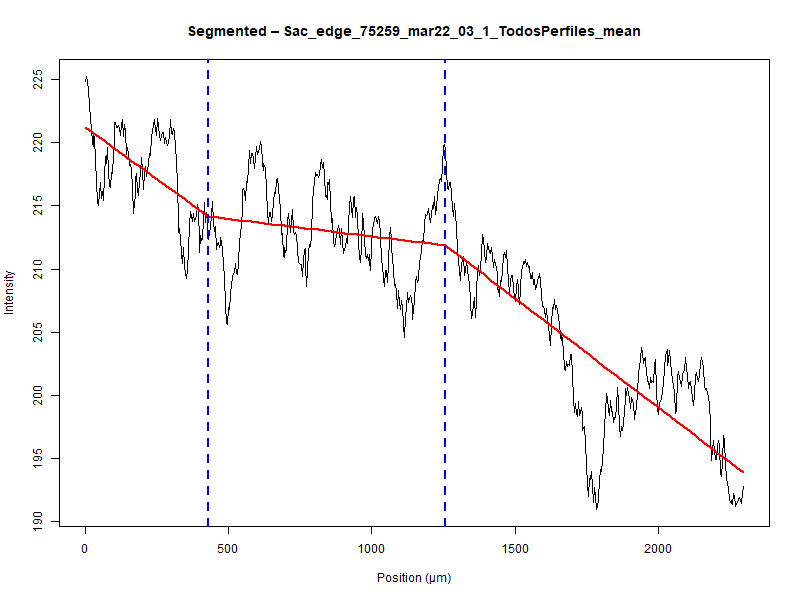 Segmented – Sac_edge_75259_mar22_03_1_TodosPerfiles_mean
Intensity
225
220
215
210
205
200
195
190
0 500 1000 1500 2000
Position (µm)